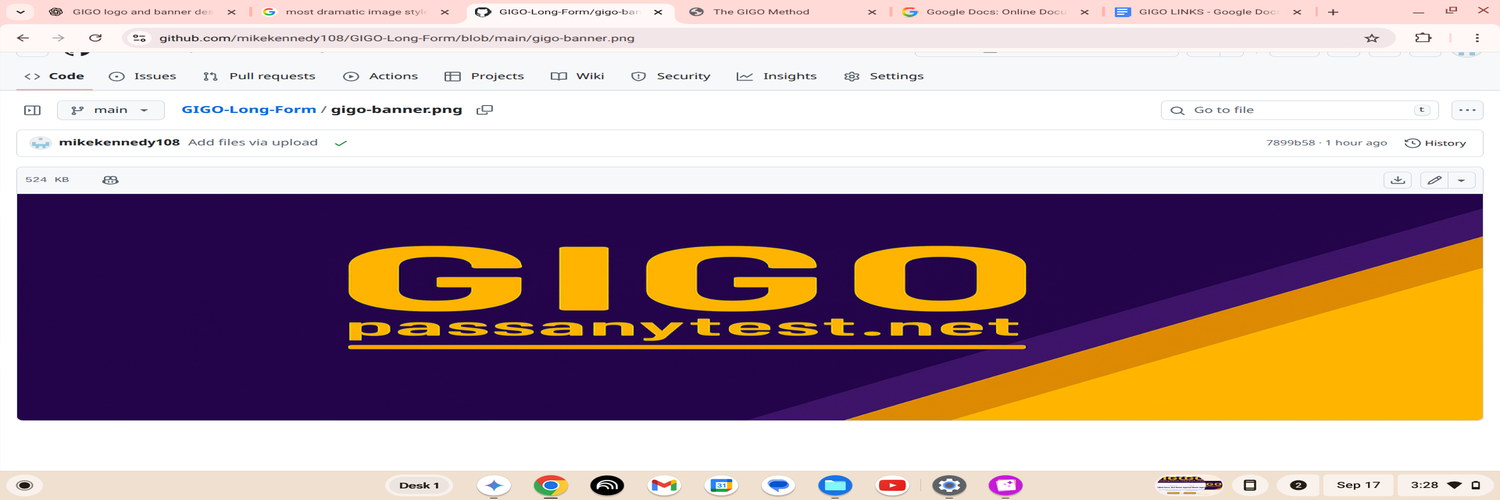 GIGO logo and banner des
most dramatic image styl
GIGO-Long-Form/gigo-ban
The GIGO Method
Google Docs: Online Docu
GIGO LINKS - Google Doc
github.com/mikekennedy108/GIGO-Long-Form/blob/main/gigo-banner.png
Code
Issues
Pull requests
Actions
Projects
Wiki
Security
Insights
Settings
main
GIGO-Long-Form / gigo-banner.png
Go to file
t
mikekennedy108 Add files via upload
7899b58 · 1 hour ago
History
524 KB
GIGO
passanytest.net
Desk 1
31
2
Sep 17
3:28